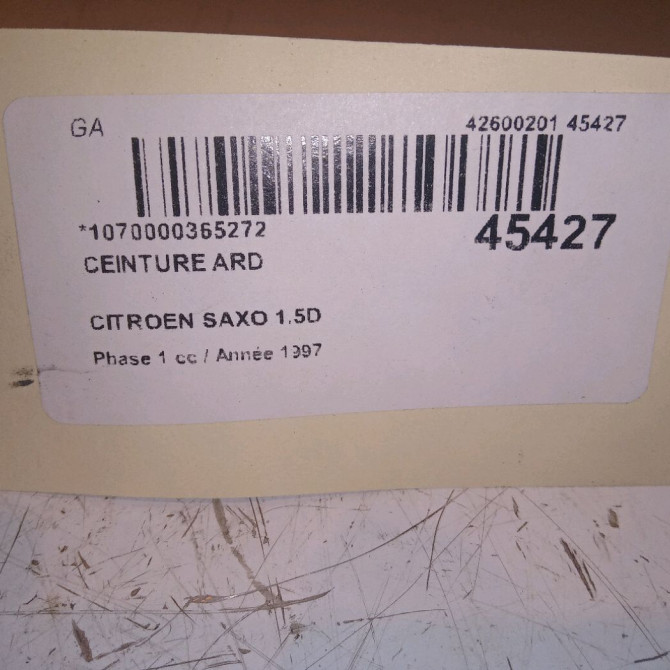 GA
42600201 45427
*1070000365272
45427
CEINTURE ARD
CITROEN SAXO 1.5D
Phase 1 cc / Année 1997